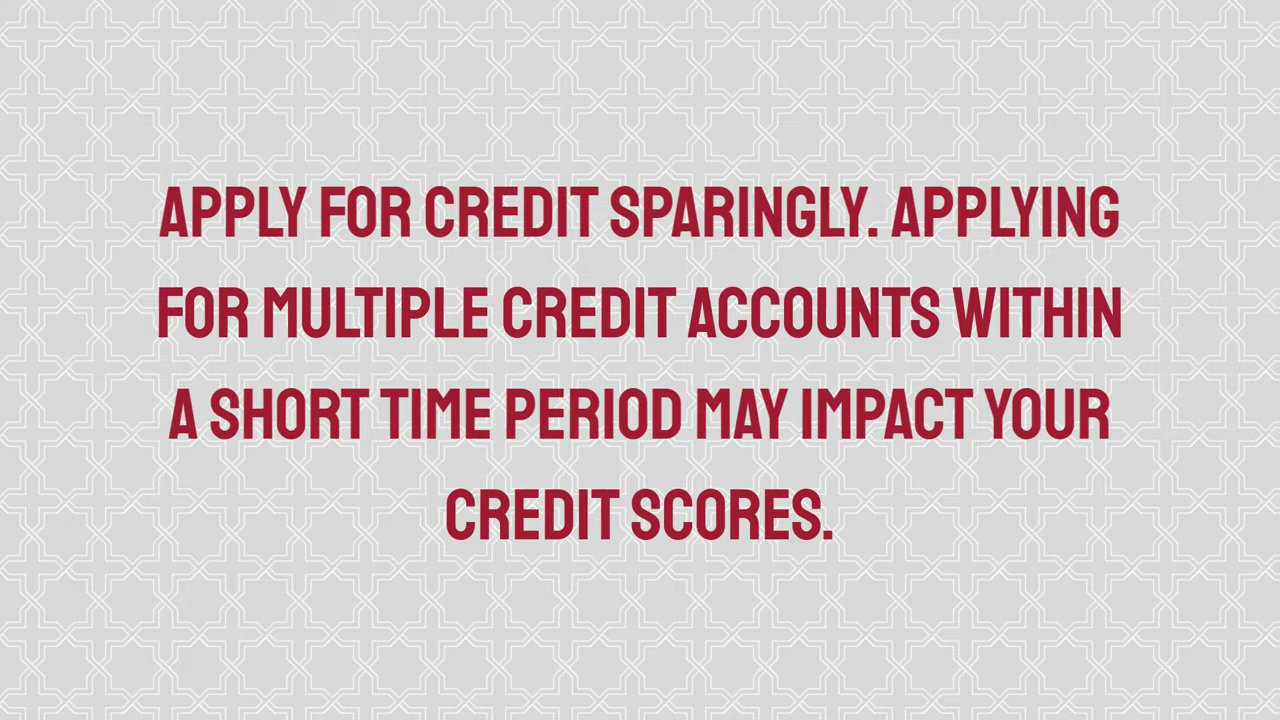 APPLY FOR CREDIT SPARINGLY. APPLYING
FOR MULTIPLE CREDIT ACCOUNTS WITHIN
A SHORT TIME PERIOD MAY IMPACT YOUR
CREDIT SCORES.